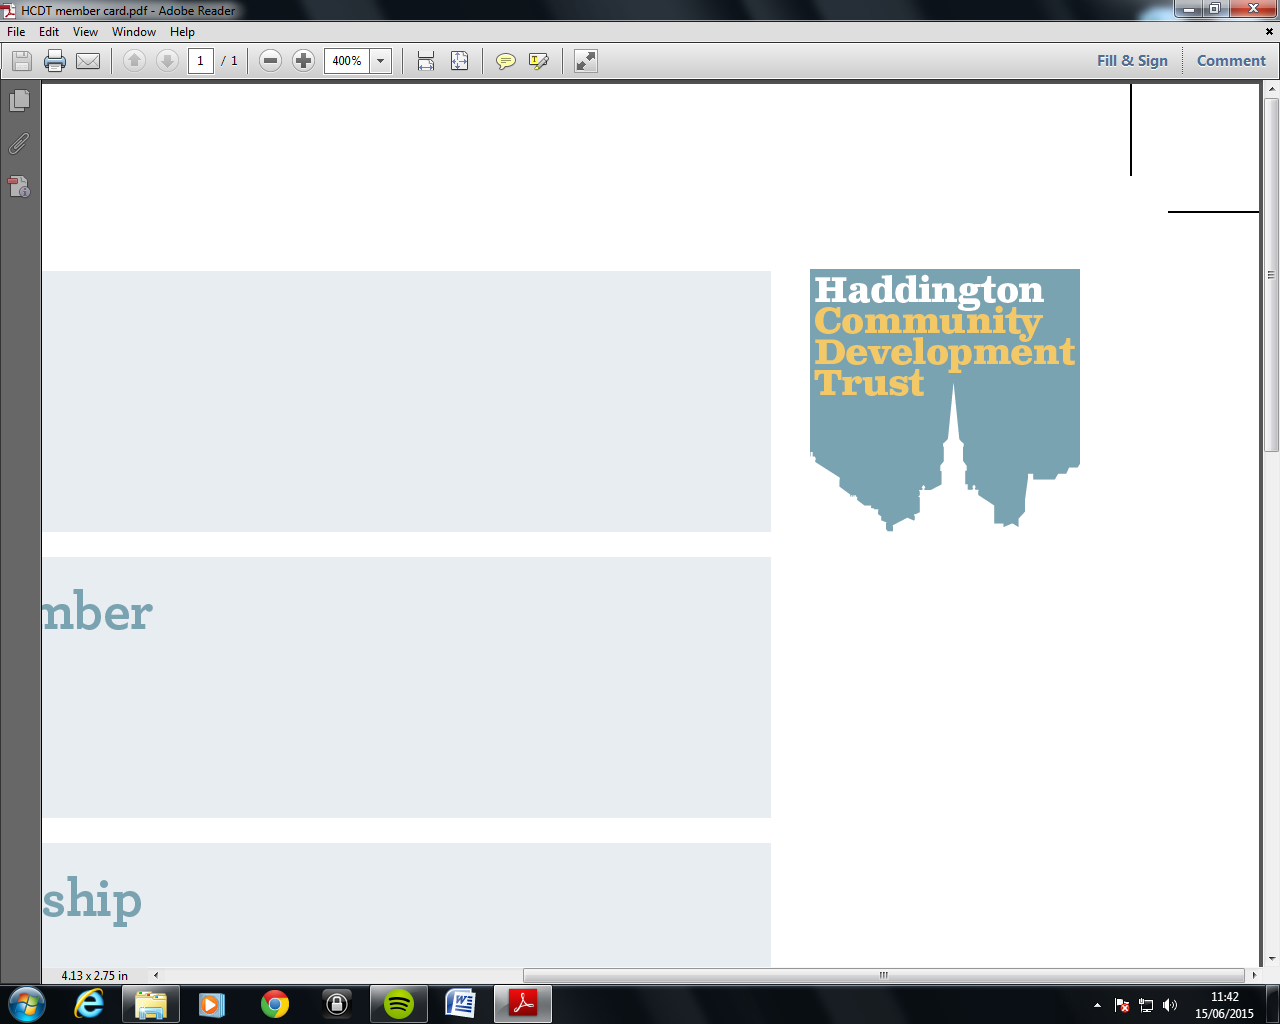 HCDT member card.pdf - Adobe Reader
File Edit View Window Help
1 / 1 400% Fill & Sign Comment
Haddington
Community
Development
Trust
mber
ship
4.13 x 2.75 in
11:42
15/06/2015